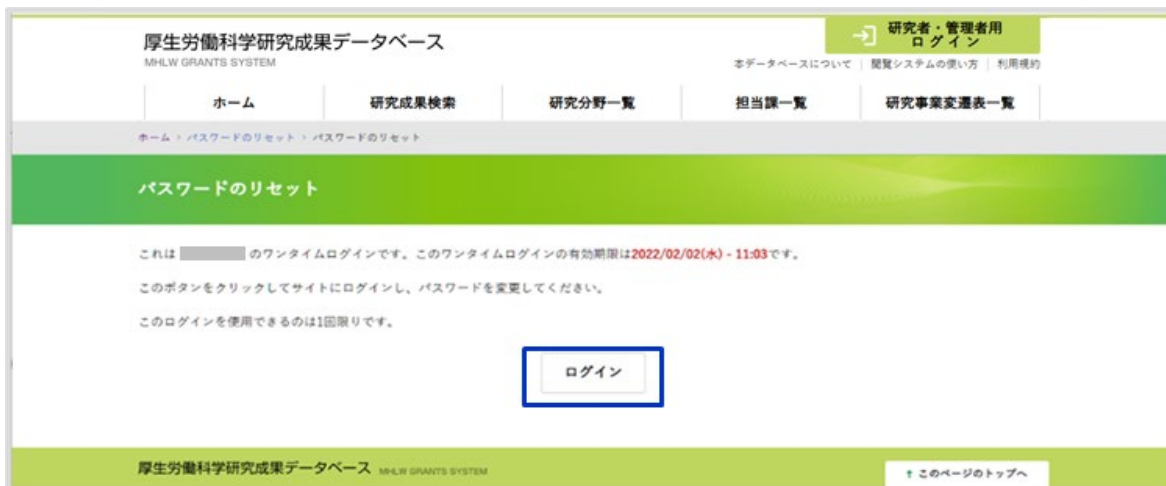 厚生労働科学研究成果データベース
MHLW GRANTS SYSTEM
研究者・管理者用
ログイン
本データベースについて | 閲覧システムの使い方 | 利用規約
ホーム 研究成果検索 研究分野一覧 担当課一覧 研究事業変遷表一覧
ホーム › パスワードのリセット › パスワードのリセット
パスワードのリセット
これは のワンタイムログインです。このワンタイムログインの有効期限は2022/02/02(水) - 11:03です。
このボタンをクリックしてサイトにログインし、パスワードを変更してください。
このログインを使用できるのは1回限りです。
ログイン
厚生労働科学研究成果データベース MHLW GRANTS SYSTEM
↑ このページのトップへ